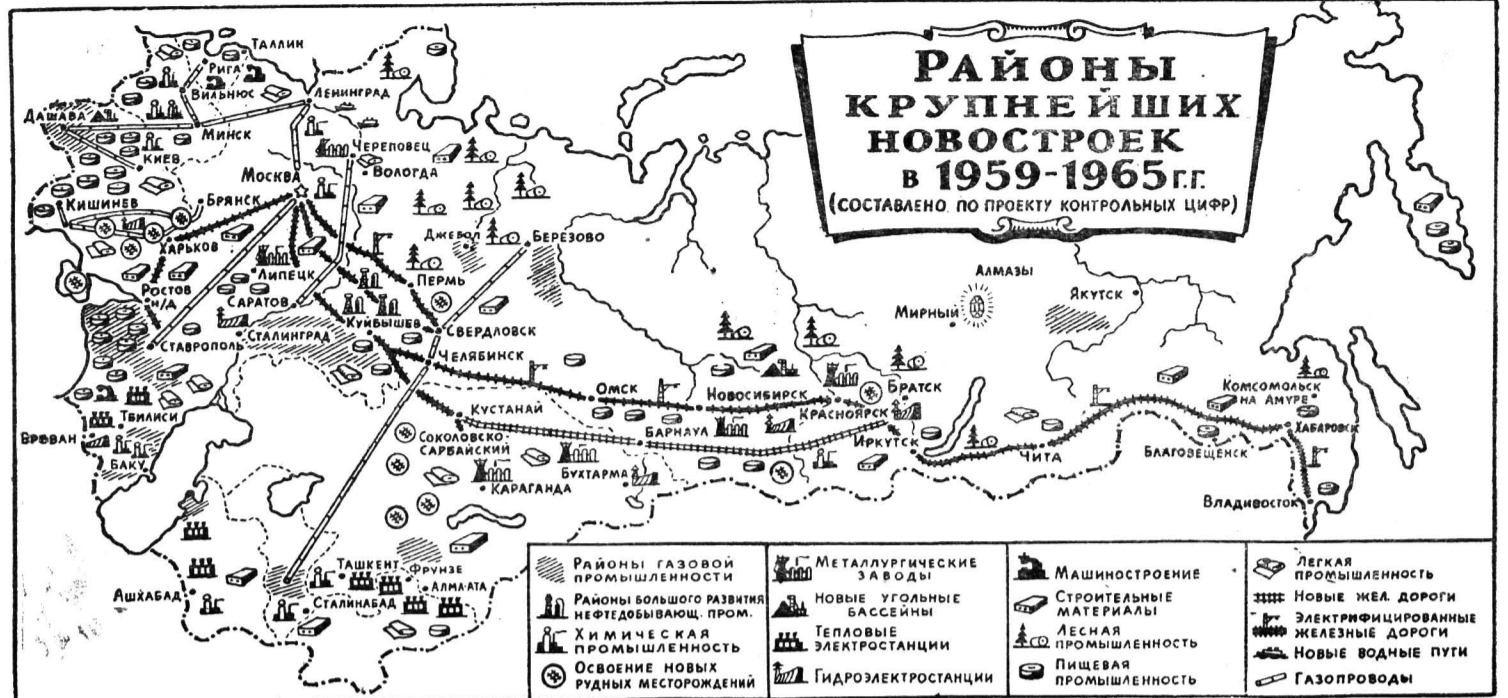 Районы
крупнейших
новостроек
в 1959-1965 г.г.
(составлено по проекту контрольных цифр)
Таллин
Рига
Вильнюс
Ленинград
Дашава
Минск
Киев
Череповец
Вологда
Москва
Кишинев
Брянск
Харьков
Джебол
Березово
Липецк
Пермь
Ростов
н/Д
Саратов
Куйбышев
Свердловск
Ставрополь
Сталинград
Челябинск
Алмазы
Якутск
Мирный
Омск
Новосибирск
Братск
Красноярск
Комсомольск
на Амуре
Тбилиси
Кустанай
Барнаул
Иркутск
Чита
Хабаровск
Благовещенск
Ереван
Баку
Соколовско-
Сарбайский
Бухтарма
Караганда
Владивосток
Ташкент
Фрунзе
Алма-Ата
Ашхабад
Сталинабад
Районы газовой
промышленности
Районы большого развития
нефтедобывающ. пром.
Химическая
промышленность
Освоение новых
рудных месторождений
Металлургические
заводы
Новые угольные
бассейны
Тепловые
электростанции
Гидроэлектростанции
Машиностроение
Строительные
материалы
Лесная
промышленность
Пищевая
промышленность
Легкая
промышленность
Новые жел. дороги
Электрифицированные
железные дороги
Новые водные пути
Газопроводы